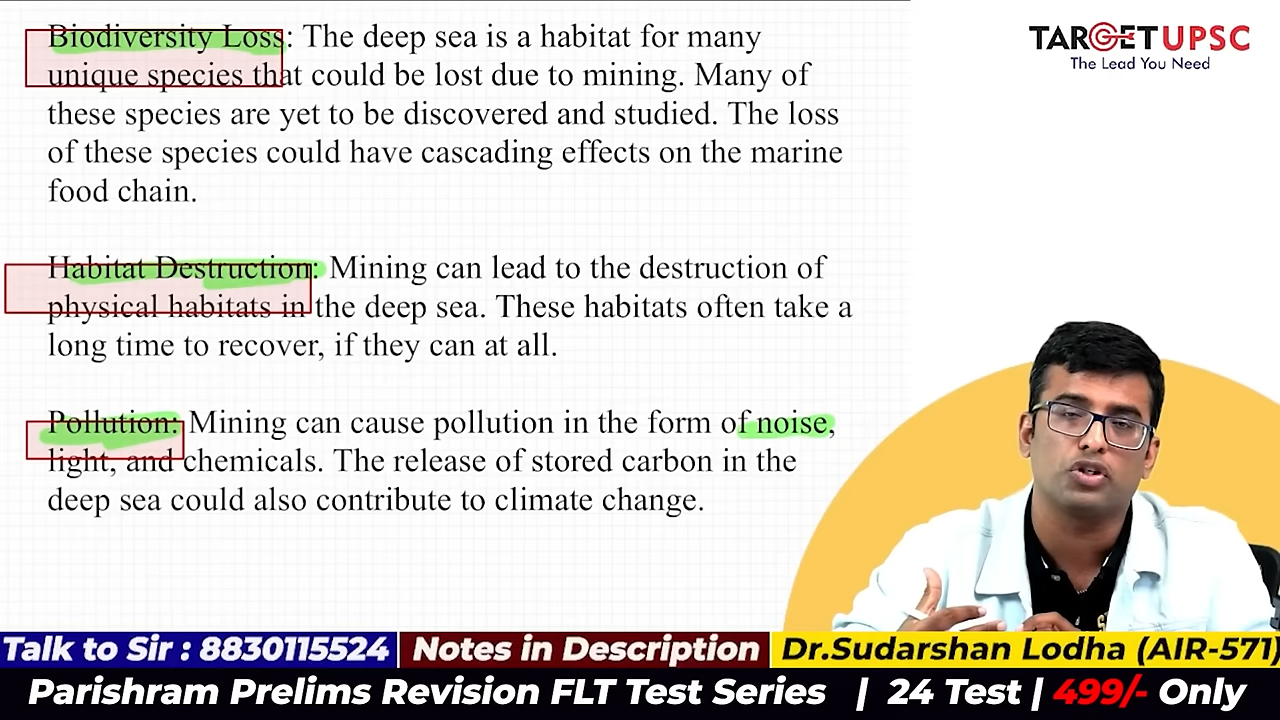 Biodiversity Loss: The deep sea is a habitat for many
unique species that could be lost due to mining. Many of
these species are yet to be discovered and studied. The loss
of these species could have cascading effects on the marine
food chain.
Habitat Destruction: Mining can lead to the destruction of
physical habitats in the deep sea. These habitats often take a
long time to recover, if they can at all.
Pollution: Mining can cause pollution in the form of noise,
light, and chemicals. The release of stored carbon in the
deep sea could also contribute to climate change.
TARGET UPSC
The Lead You Need
Talk to Sir : 8830115524
Notes in Description
Dr.Sudarshan Lodha (AIR-571)
Parishram Prelims Revision FLT Test Series | 24 Test | 499/- Only